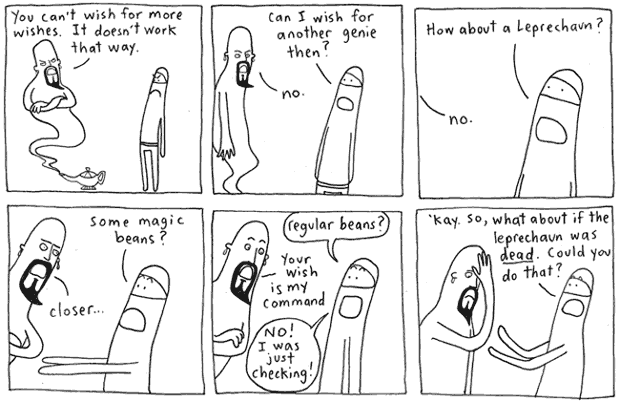 You can't wish for more
wishes. It doesn't work
that way.
Can I wish for
another genie
then?
no.
How about a Leprechaun?
no.
Some magic
beans?
closer...
regular beans?
Your
wish
is my
command
NO!
I was
just
checking!
'Kay. So, what about if the
leprechaun was
dead. Could you
do that?